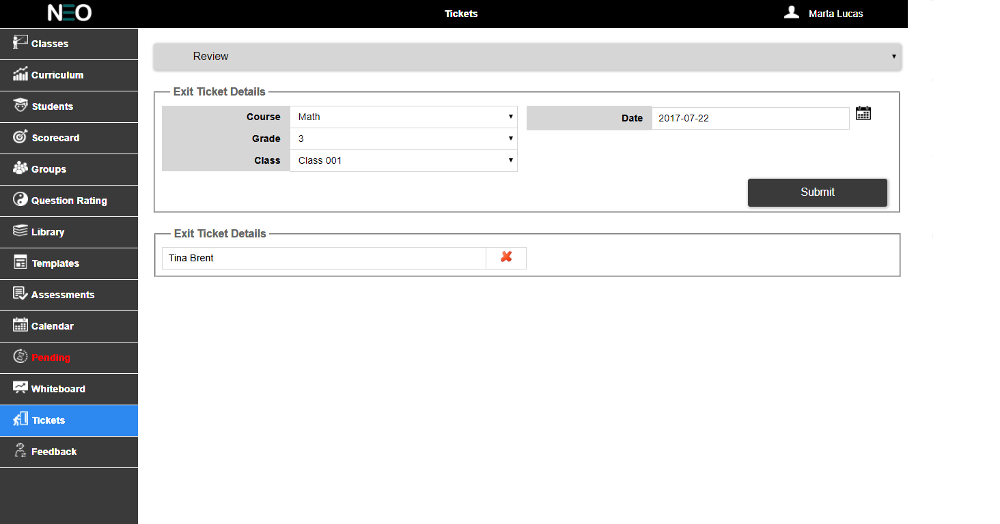 NEO
Tickets
Marta Lucas
Classes
Curriculum
Students
Scorecard
Groups
Question Rating
Library
Templates
Assessments
Calendar
Pending
Whiteboard
Tickets
Feedback
Review
Exit Ticket Details
Course Math
Grade 3
Class Class 001
Date 2017-07-22
Submit
Exit Ticket Details
Tina Brent